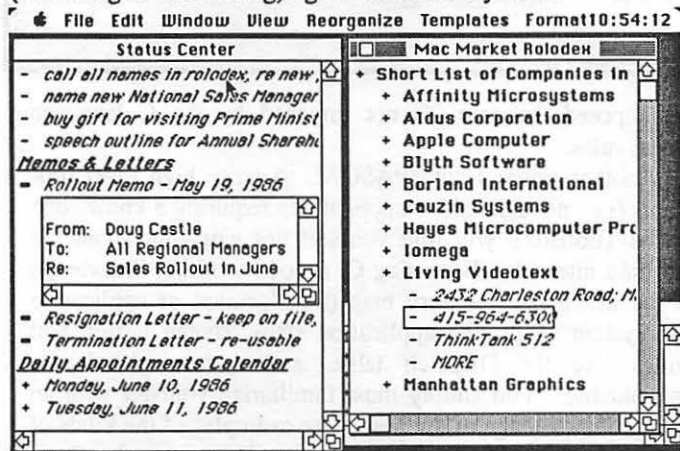 File Edit Window View Reorganize Templates Format10:54:12
Status Center
- call all names in rolodex, re new,
- name new National Sales Manager
- buy gift for visiting Prime Minist
- speech outline for Annual Shareho
Memos & Letters
- Rollout Memo - May 19, 1986
From: Doug Castle
To: All Regional Managers
Re: Sales Rollout in June
- Resignation Letter - keep on file,
- Termination Letter - re-usable
Daily Appointments Calendar
+ Monday, June 10, 1986
+ Tuesday, June 11, 1986
Mac Market Rolodex
+ Short List of Companies in
+ Affinity Microsystems
+ Aldus Corporation
+ Apple Computer
+ Blyth Software
+ Borland International
+ Cauzin Systems
+ Hayes Microcomputer Pro
+ Iomega
+ Living Videotext
- 2432 Charleston Road; M
- 415-964-6300
- ThinkTank 512
- MORE
+ Manhattan Graphics